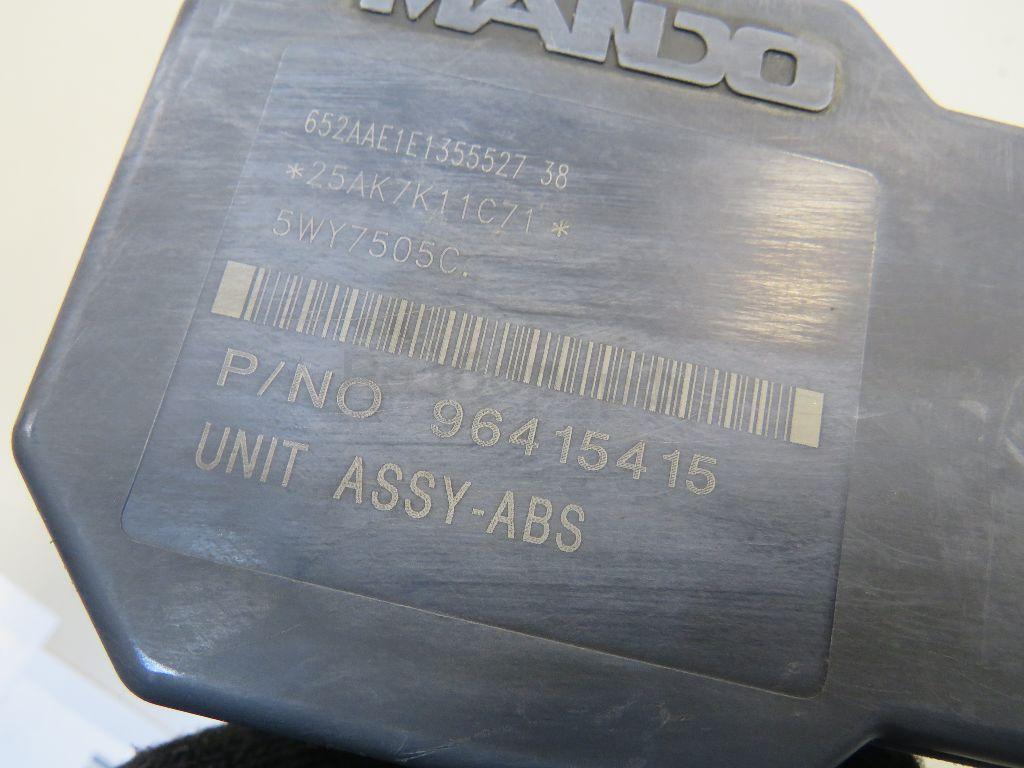 MANDO
652AAE1E1355527 38
*25AK7K11C71*
5WY7505C.
P/NO 96415415
UNIT ASSY-ABS